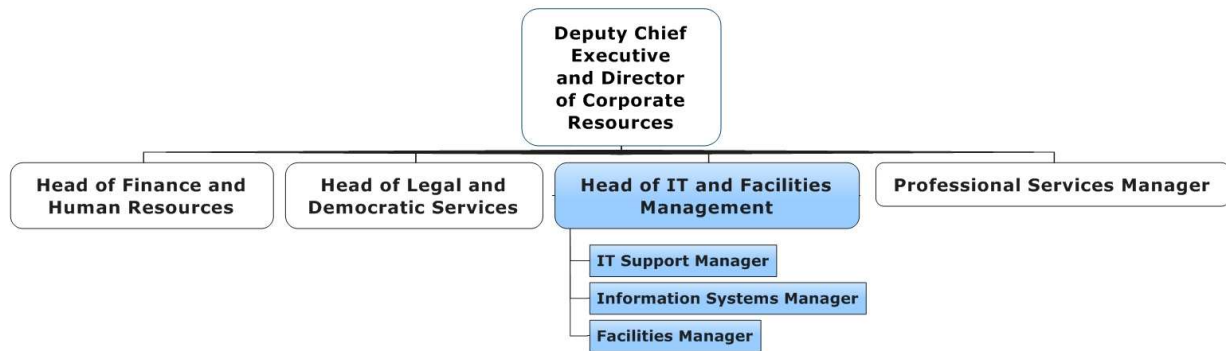 Deputy Chief
Executive
and Director
of Corporate
Resources
Head of Finance and
Human Resources
Head of Legal and
Democratic Services
Head of IT and Facilities
Management
Professional Services Manager
IT Support Manager
Information Systems Manager
Facilities Manager